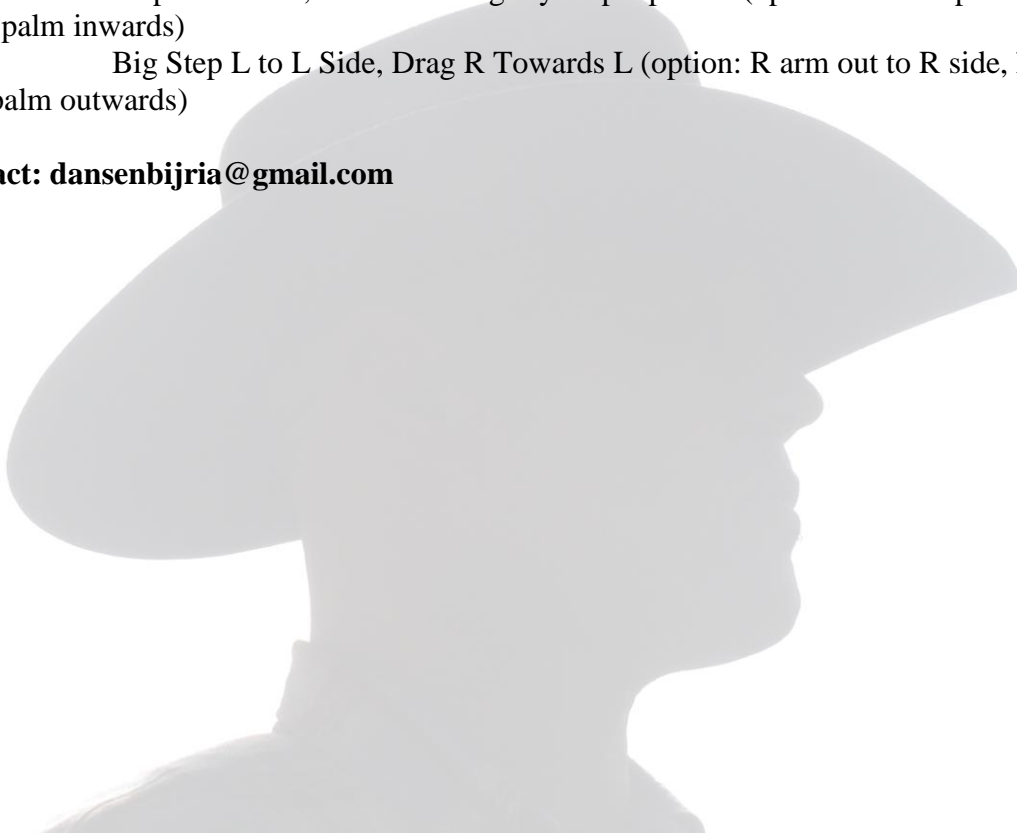 palm inwards)
Big Step L to L Side, Drag R Towards L (option: R arm out to R side,
palm outwards)
act: dansenbijria@gmail.com